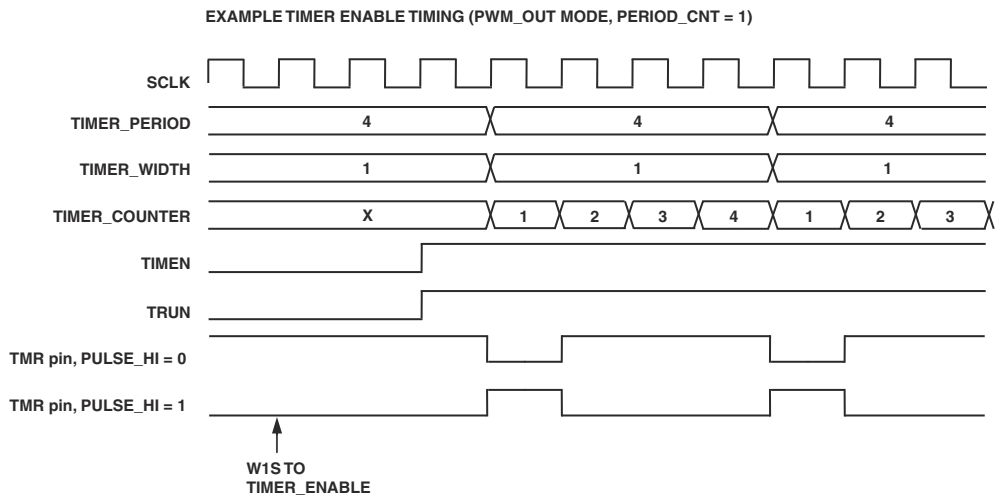 EXAMPLE TIMER ENABLE TIMING (PWM_OUT MODE, PERIOD_CNT = 1)
SCLK
TIMER_PERIOD 4 4 4
TIMER_WIDTH 1 1 1
TIMER_COUNTER X 1 2 3 4 1 2 3
TIMEN
TRUN
TMR pin, PULSE_HI = 0
TMR pin, PULSE_HI = 1
W1S TO
TIMER_ENABLE